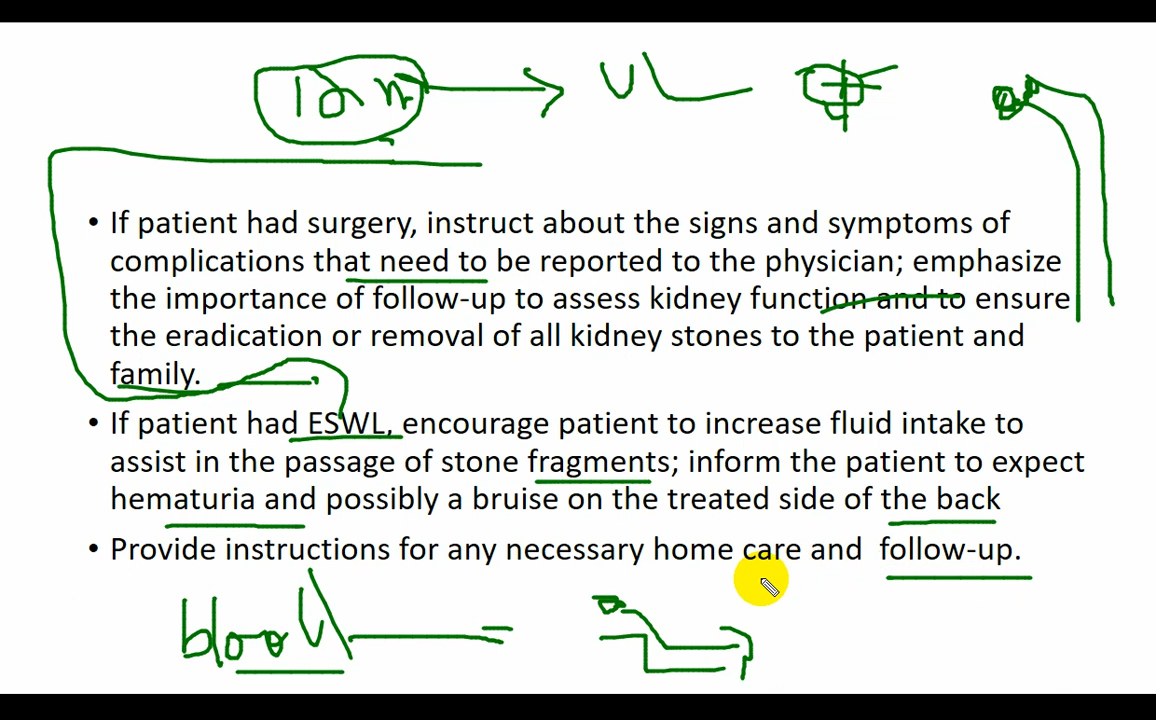 • If patient had surgery, instruct about the signs and symptoms of
complications that need to be reported to the physician; emphasize
the importance of follow-up to assess kidney function and to ensure
the eradication or removal of all kidney stones to the patient and
family.
• If patient had ESWL, encourage patient to increase fluid intake to
assist in the passage of stone fragments; inform the patient to expect
hematuria and possibly a bruise on the treated side of the back
• Provide instructions for any necessary home care and follow-up.